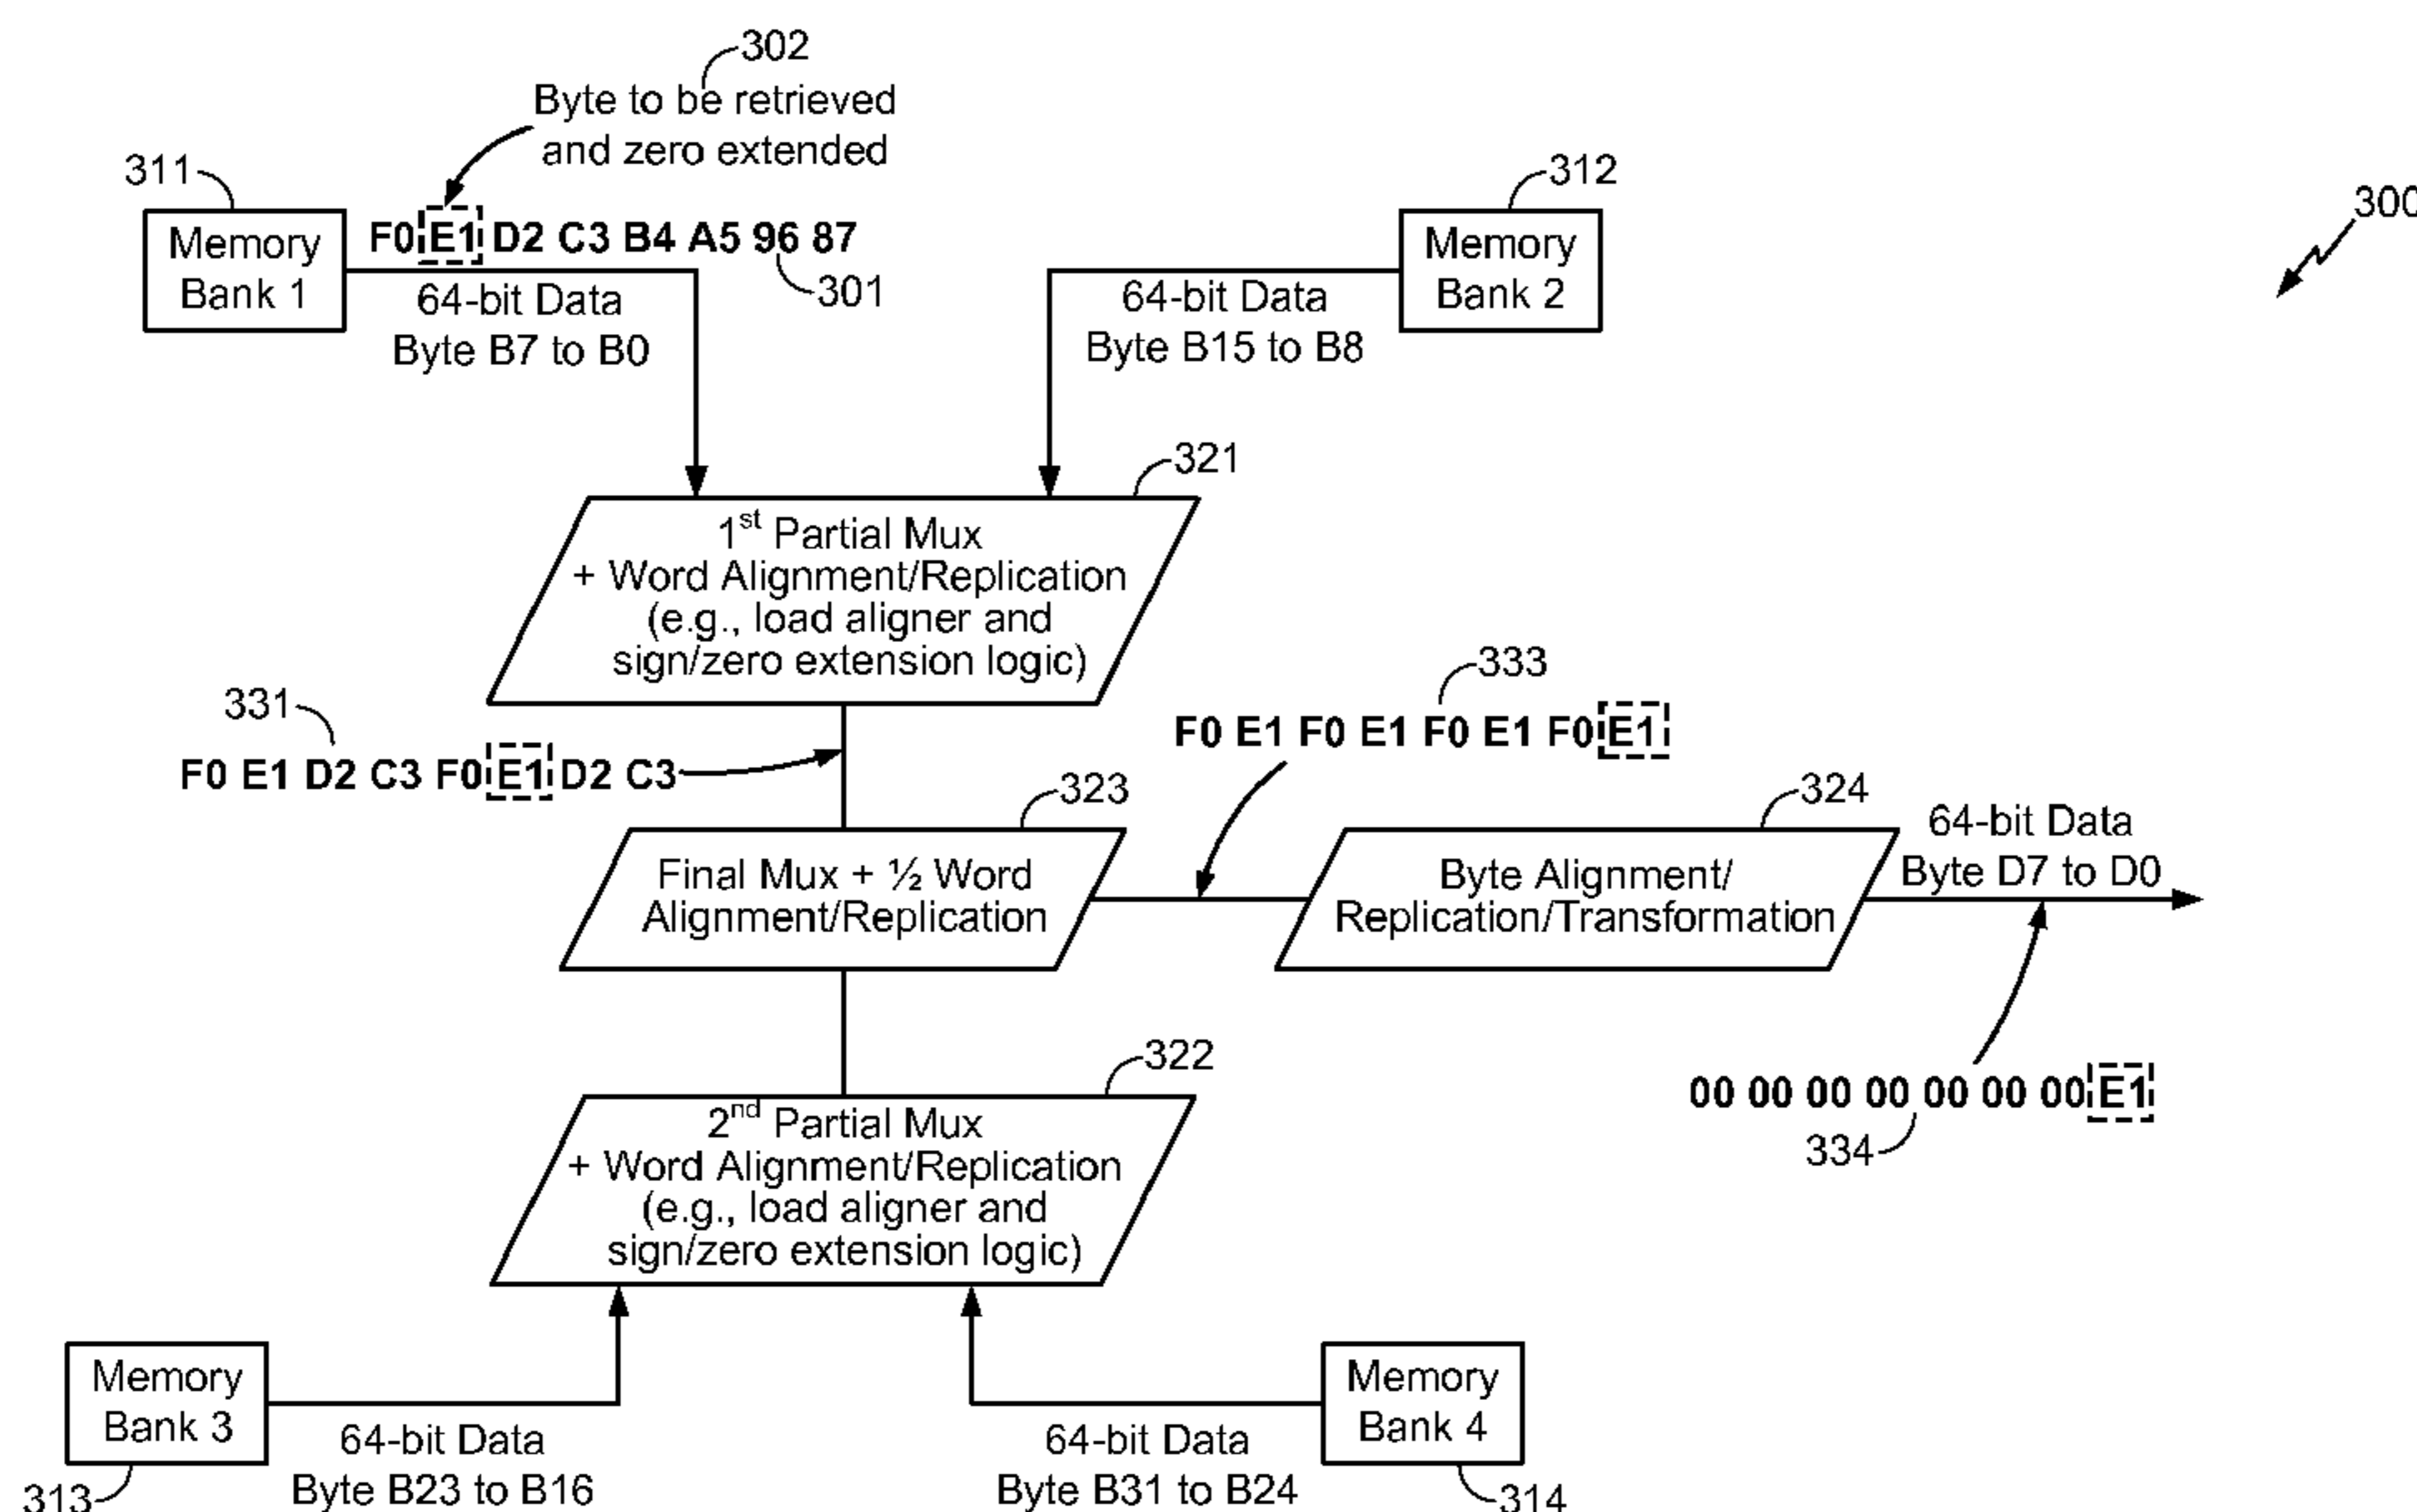 302
Byte to be retrieved
and zero extended
311
312
300
Memory
Bank 1
F0 E1 D2 C3 B4 A5 96 87
301
64-bit Data
Byte B7 to B0
64-bit Data
Byte B15 to B8
Memory
Bank 2
321
1st Partial Mux
+ Word Alignment/Replication
(e.g., load aligner and
sign/zero extension logic)
331
F0 E1 D2 C3 F0 E1 D2 C3
333
F0 E1 F0 E1 F0 E1 F0 E1
323
Final Mux + ½ Word
Alignment/Replication
324
Byte Alignment/
Replication/Transformation
64-bit Data
Byte D7 to D0
00 00 00 00 00 00 00 E1
334
322
2nd Partial Mux
+ Word Alignment/Replication
(e.g., load aligner and
sign/zero extension logic)
Memory
Bank 3
313
64-bit Data
Byte B23 to B16
64-bit Data
Byte B31 to B24
Memory
Bank 4
314